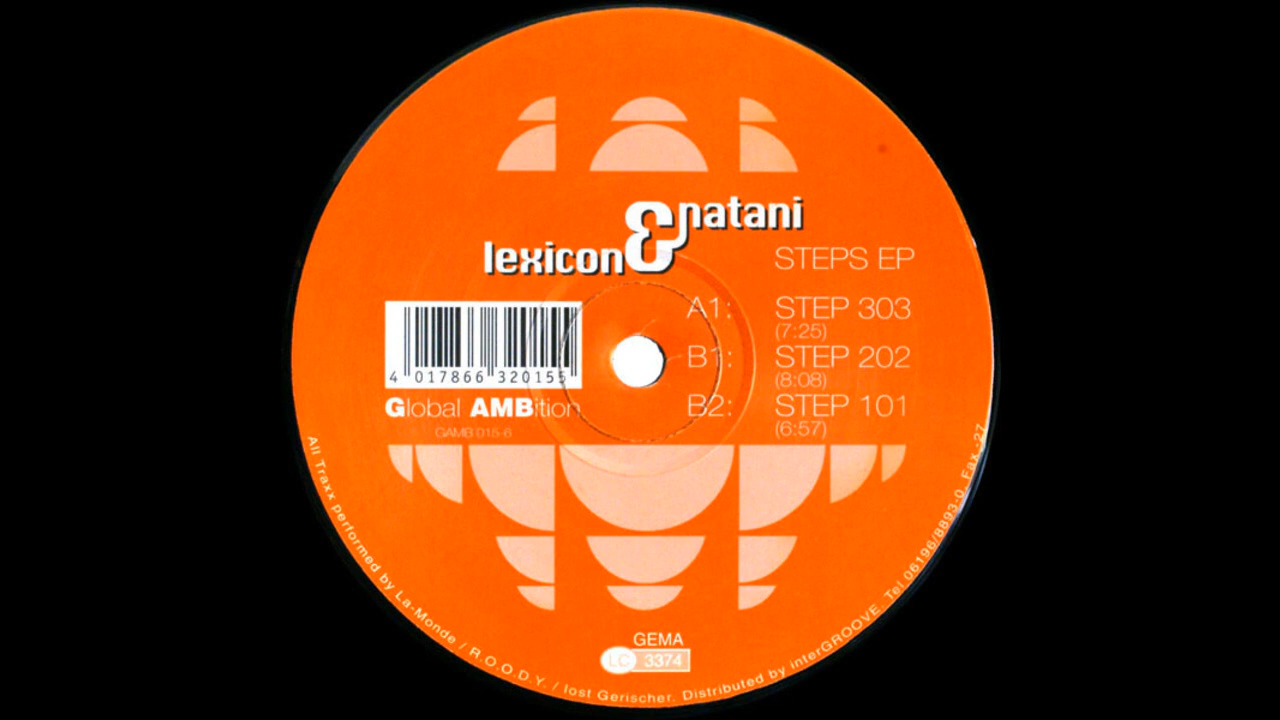 lexicon & natani
STEPS EP
A1: STEP 303
(7:25)
B1: STEP 202
(8:08)
B2: STEP 101
(6:57)
4 017866 320155
Global AMBition
GAMB 015-6
GEMA
LC 3374
All Traxx performed by La-Monde / R.O.O.D.Y. / lost Gerischer. Distributed by interGROOVE. Tel 06196/8893-0, Fax -27